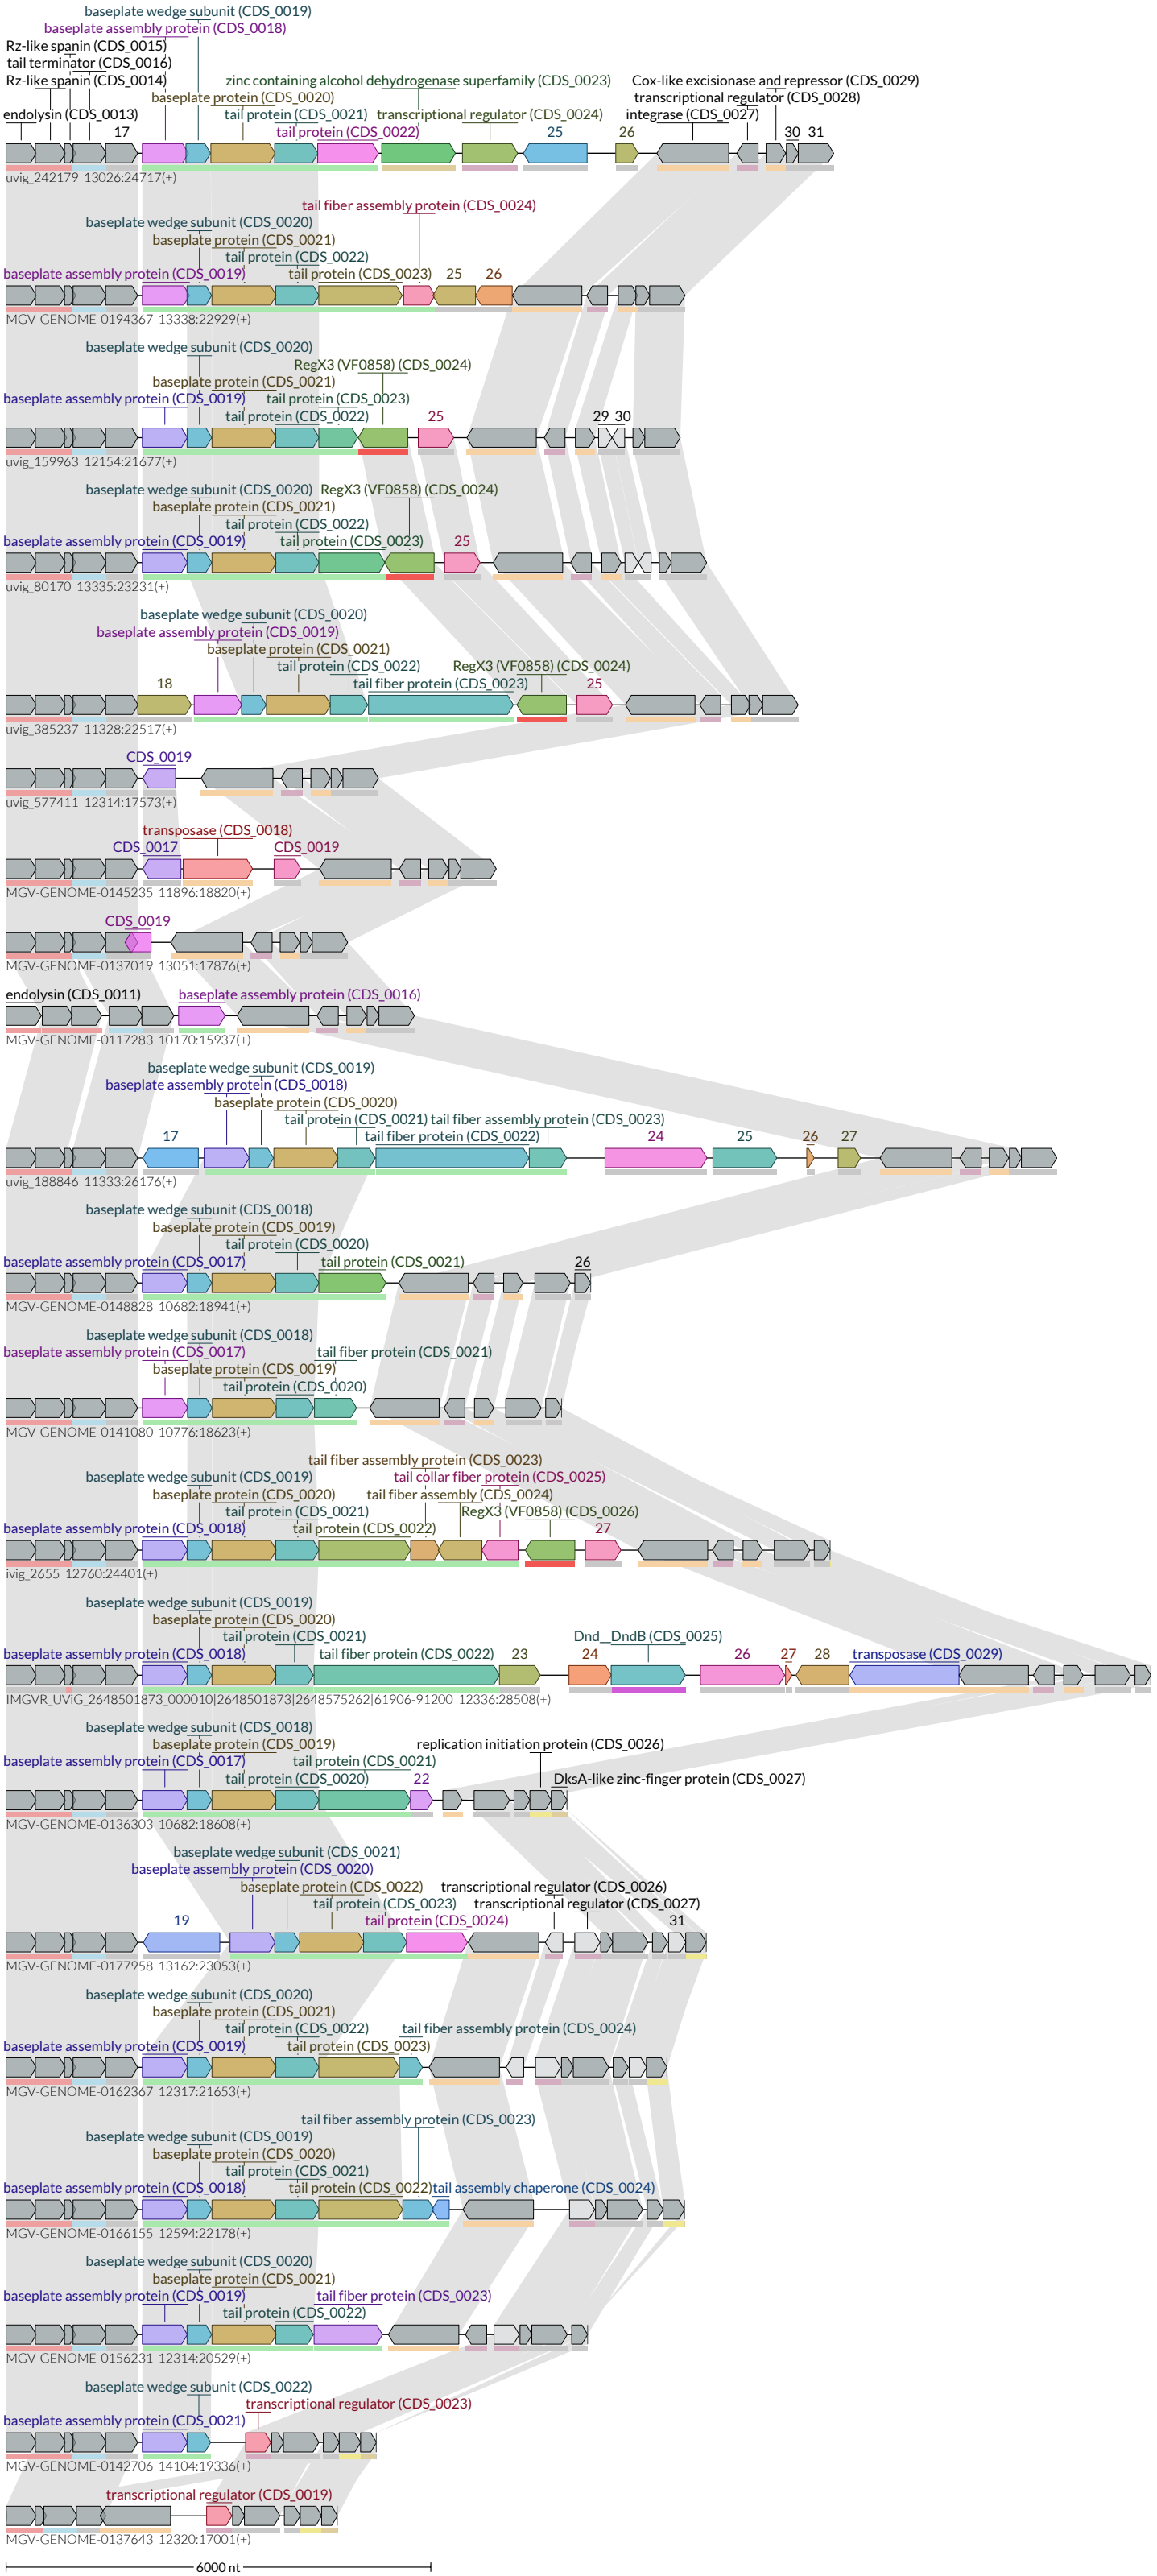 baseplate wedge subunit (CDS_0019)
baseplate assembly protein (CDS_0018)
Rz-like spanin (CDS_0015)
tail terminator (CDS_0016)
Rz-like spanin (CDS_0014) zinc containing alcohol dehydrogenase superfamily (CDS_0023) Cox-like excisionase and repressor (CDS_0029)
baseplate protein (CDS_0020) transcriptional regulator (CDS_0028)
endolysin (CDS_0013) tail protein (CDS_0021) transcriptional regulator (CDS_0024) integrase (CDS_0027)
17 tail protein (CDS_0022) 25 26 30 31
uvig_242179 13026:24717(+)
tail fiber assembly protein (CDS_0024)
baseplate wedge subunit (CDS_0020)
baseplate protein (CDS_0021)
tail protein (CDS_0022)
baseplate assembly protein (CDS_0019) tail protein (CDS_0023) 25 26
MGV-GENOME-0194367 13338:22929(+)
baseplate wedge subunit (CDS_0020)
RegX3 (VF0858) (CDS_0024)
baseplate protein (CDS_0021)
baseplate assembly protein (CDS_0019) tail protein (CDS_0023)
tail protein (CDS_0022) 25 29 30
uvig_159963 12154:21677(+)
baseplate wedge subunit (CDS_0020) RegX3 (VF0858) (CDS_0024)
baseplate protein (CDS_0021)
tail protein (CDS_0022)
baseplate assembly protein (CDS_0019) tail protein (CDS_0023) 25
uvig_80170 13335:23231(+)
baseplate wedge subunit (CDS_0020)
baseplate assembly protein (CDS_0019)
baseplate protein (CDS_0021)
tail protein (CDS_0022) RegX3 (VF0858) (CDS_0024)
18 tail fiber protein (CDS_0023) 25
uvig_385237 11328:22517(+)
CDS_0019
uvig_577411 12314:17573(+)
transposase (CDS_0018)
CDS_0017 CDS_0019
MGV-GENOME-0145235 11896:18820(+)
CDS_0019
MGV-GENOME-0137019 13051:17876(+)
endolysin (CDS_0011) baseplate assembly protein (CDS_0016)
MGV-GENOME-0117283 10170:15937(+)
baseplate wedge subunit (CDS_0019)
baseplate assembly protein (CDS_0018)
baseplate protein (CDS_0020)
tail protein (CDS_0021) tail fiber assembly protein (CDS_0023)
17 tail fiber protein (CDS_0022) 24 25 26 27
uvig_188846 11333:26176(+)
baseplate wedge subunit (CDS_0018)
baseplate protein (CDS_0019)
tail protein (CDS_0020)
baseplate assembly protein (CDS_0017) tail protein (CDS_0021) 26
MGV-GENOME-0148828 10682:18941(+)
baseplate wedge subunit (CDS_0018)
baseplate assembly protein (CDS_0017) tail fiber protein (CDS_0021)
baseplate protein (CDS_0019)
tail protein (CDS_0020)
MGV-GENOME-0141080 10776:18623(+)
tail fiber assembly protein (CDS_0023)
baseplate wedge subunit (CDS_0019) tail collar fiber protein (CDS_0025)
baseplate protein (CDS_0020) tail fiber assembly (CDS_0024)
tail protein (CDS_0021) RegX3 (VF0858) (CDS_0026)
baseplate assembly protein (CDS_0018) tail protein (CDS_0022) 27
ivig_2655 12760:24401(+)
baseplate wedge subunit (CDS_0019)
baseplate protein (CDS_0020)
tail protein (CDS_0021) Dnd__DndB (CDS_0025)
baseplate assembly protein (CDS_0018) tail fiber protein (CDS_0022) 23 24 26 27 28 transposase (CDS_0029)
IMGVR_UViG_2648501873_000010|2648501873|2648575262|61906-91200 12336:28508(+)
baseplate wedge subunit (CDS_0018)
baseplate protein (CDS_0019) replication initiation protein (CDS_0026)
baseplate assembly protein (CDS_0017) tail protein (CDS_0021)
tail protein (CDS_0020) 22 DksA-like zinc-finger protein (CDS_0027)
MGV-GENOME-0136303 10682:18608(+)
baseplate wedge subunit (CDS_0021)
baseplate assembly protein (CDS_0020)
baseplate protein (CDS_0022) transcriptional regulator (CDS_0026)
tail protein (CDS_0023) transcriptional regulator (CDS_0027)
19 tail protein (CDS_0024) 31
MGV-GENOME-0177958 13162:23053(+)
baseplate wedge subunit (CDS_0020)
baseplate protein (CDS_0021)
tail protein (CDS_0022) tail fiber assembly protein (CDS_0024)
baseplate assembly protein (CDS_0019) tail protein (CDS_0023)
MGV-GENOME-0162367 12317:21653(+)
tail fiber assembly protein (CDS_0023)
baseplate wedge subunit (CDS_0019)
baseplate protein (CDS_0020)
tail protein (CDS_0021)
baseplate assembly protein (CDS_0018) tail protein (CDS_0022) tail assembly chaperone (CDS_0024)
MGV-GENOME-0166155 12594:22178(+)
baseplate wedge subunit (CDS_0020)
baseplate protein (CDS_0021)
baseplate assembly protein (CDS_0019) tail fiber protein (CDS_0023)
tail protein (CDS_0022)
MGV-GENOME-0156231 12314:20529(+)
baseplate wedge subunit (CDS_0022)
transcriptional regulator (CDS_0023)
baseplate assembly protein (CDS_0021)
MGV-GENOME-0142706 14104:19336(+)
transcriptional regulator (CDS_0019)
MGV-GENOME-0137643 12320:17001(+)
6000 nt